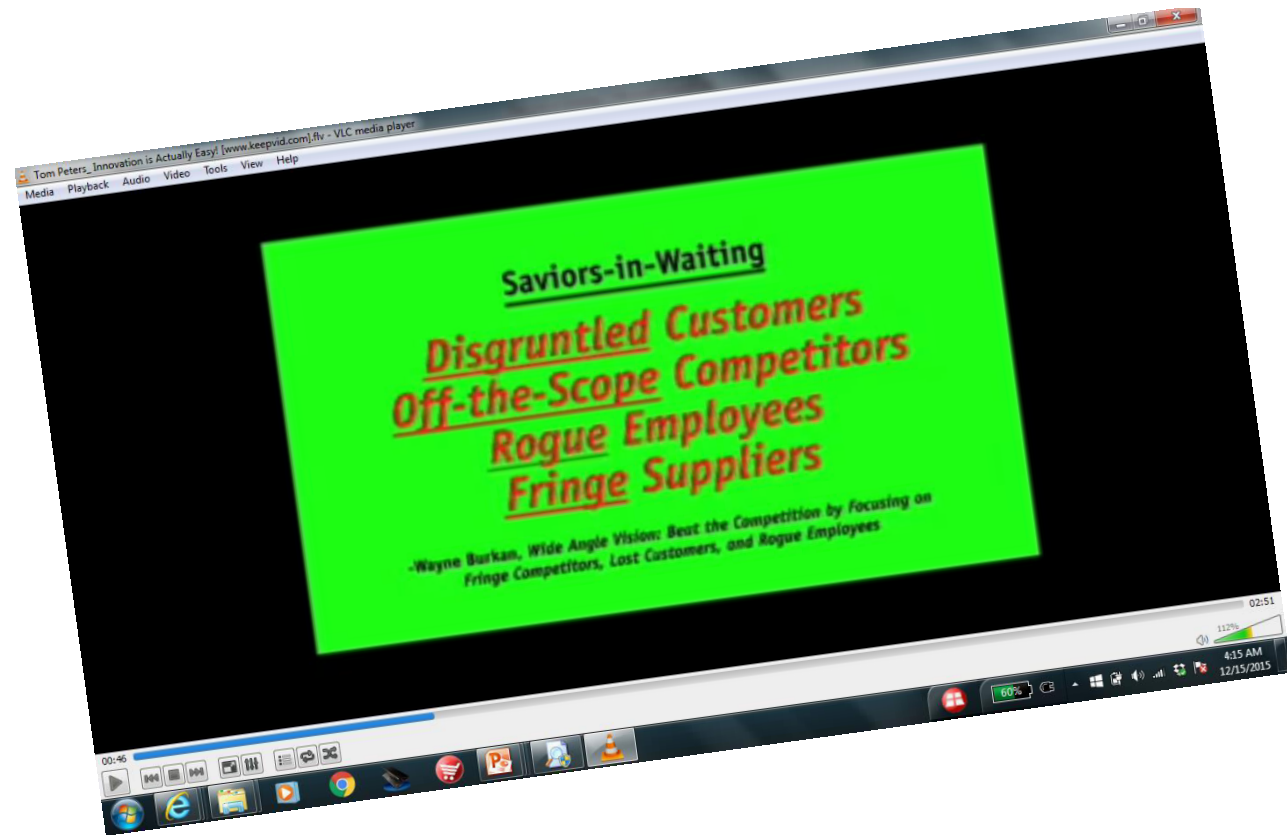 Tom Peters_ Innovation is Actually Easy! [www.keepvid.com].flv - VLC media player
Media Playback Audio Video Tools View Help
Saviors-in-Waiting
Disgruntled Customers
Off-the-Scope Competitors
Rogue Employees
Fringe Suppliers
-Wayne Burkan, Wide Angle Vision: Beat the Competition by Focusing on
Fringe Competitors, Lost Customers, and Rogue Employees
00:46
02:51
112%
60%
4:15 AM
12/15/2015